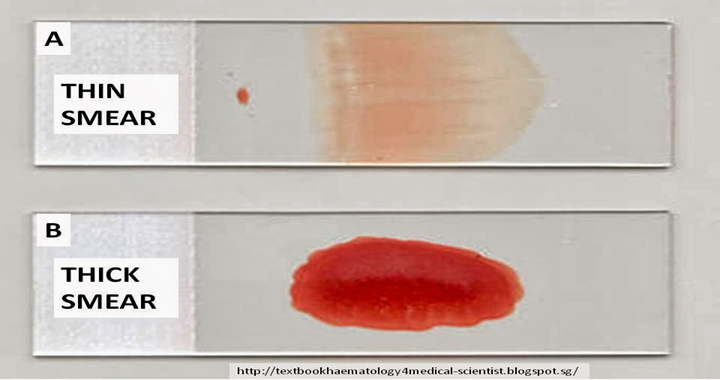 A
THIN
SMEAR
B
THICK
SMEAR
http://textbookhaematology4medical-scientist.blogspot.sg/